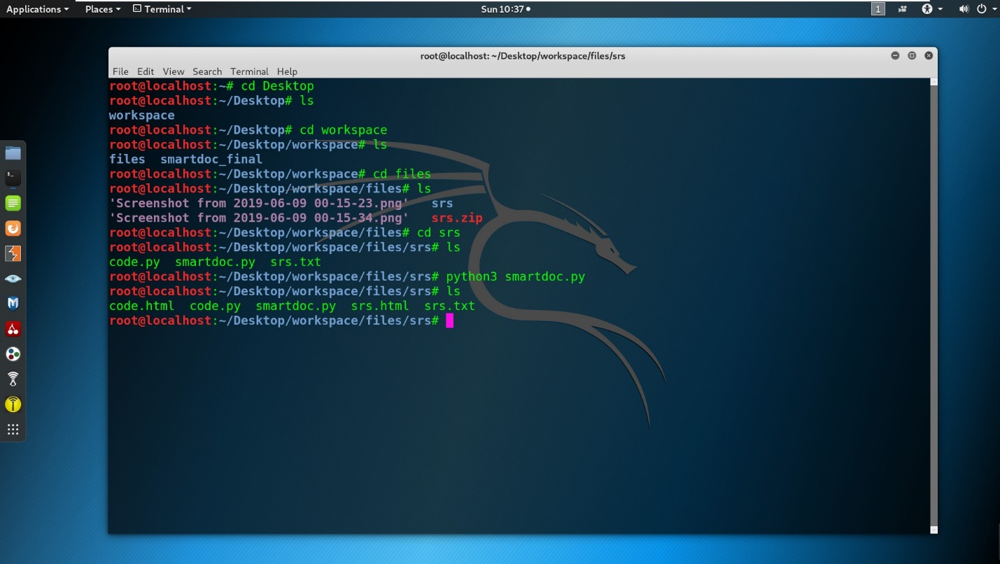 Applications Places Terminal Sun 10:37 1
root@localhost: ~/Desktop/workspace/files/srs
File Edit View Search Terminal Help
root@localhost:~# cd Desktop
root@localhost:~/Desktop# ls
workspace
root@localhost:~/Desktop# cd workspace
root@localhost:~/Desktop/workspace# ls
files  smartdoc_final
root@localhost:~/Desktop/workspace# cd files
root@localhost:~/Desktop/workspace/files# ls
'Screenshot from 2019-06-09 00-15-23.png'   srs
'Screenshot from 2019-06-09 00-15-34.png'   srs.zip
root@localhost:~/Desktop/workspace/files# cd srs
root@localhost:~/Desktop/workspace/files/srs# ls
code.py  smartdoc.py  srs.txt
root@localhost:~/Desktop/workspace/files/srs# python3 smartdoc.py
root@localhost:~/Desktop/workspace/files/srs# ls
code.html  code.py  smartdoc.py  srs.html  srs.txt
root@localhost:~/Desktop/workspace/files/srs#